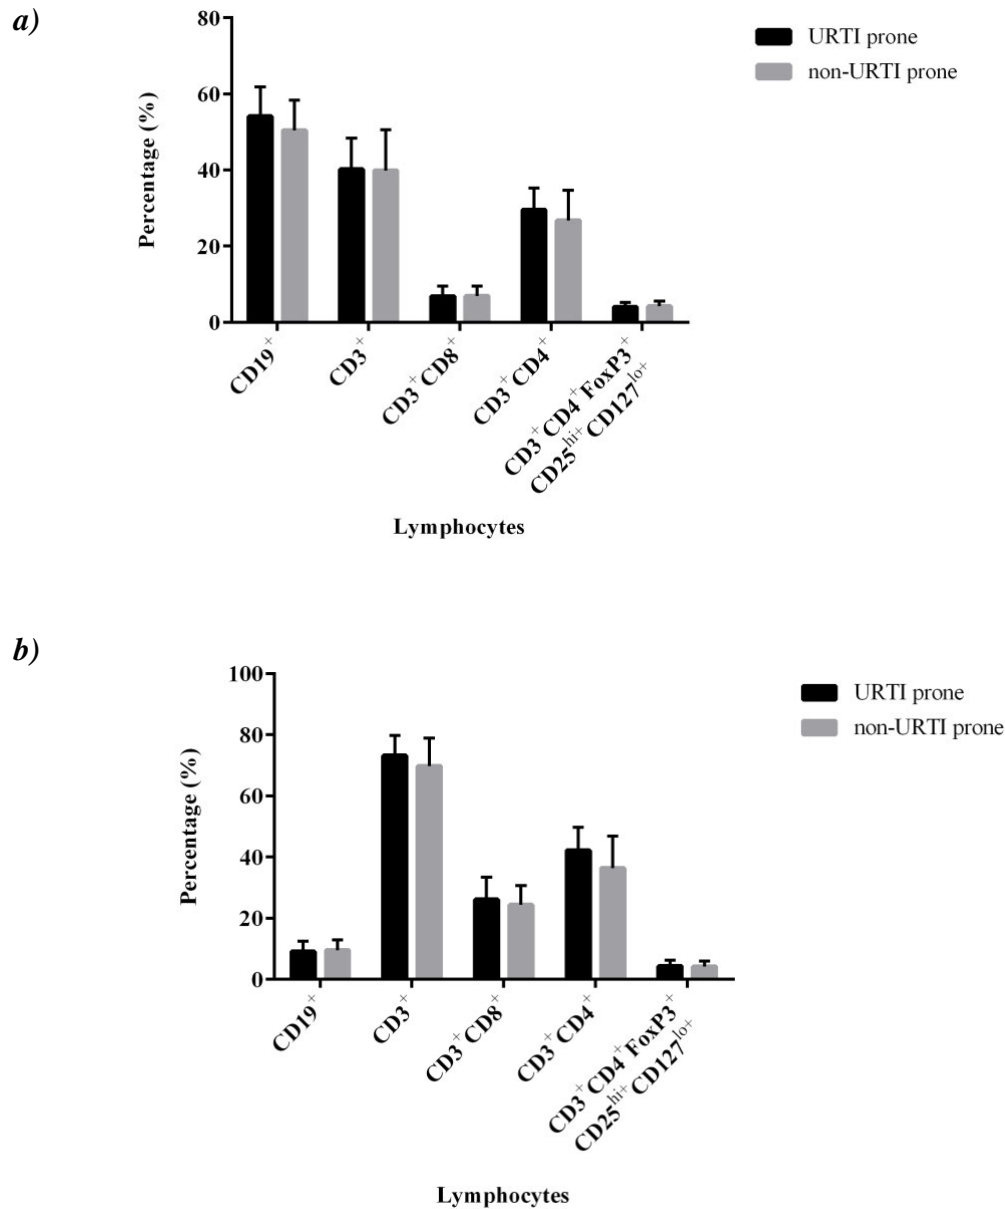 a)
80
60
40
20
0
Percentage (%)
URTI prone
non-URTI prone
CD19⁺
CD3⁺
CD3⁺CD8⁺
CD3⁺CD4⁺
CD3⁺CD4⁺FoxP3⁺
CD25ʰⁱ⁺ CD127ˡᵒ⁺
Lymphocytes
b)
100
80
60
40
20
0
Percentage (%)
URTI prone
non-URTI prone
CD19⁺
CD3⁺
CD3⁺CD8⁺
CD3⁺CD4⁺
CD3⁺CD4⁺FoxP3⁺
CD25ʰⁱ⁺ CD127ˡᵒ⁺
Lymphocytes